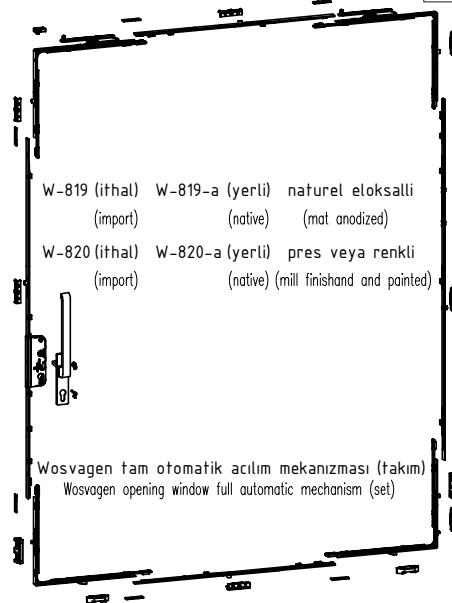 W-819 (ithal) W-819-a (yerli) naturel eloksalli
(import) (native) (mat anodized)
W-820 (ithal) W-820-a (yerli) pres veya renkli
(import) (native) (mill finishand and painted)
Wosvagen tam otomatik acılım mekanizması (takım)
Wosvagen opening window full automatic mechanism (set)